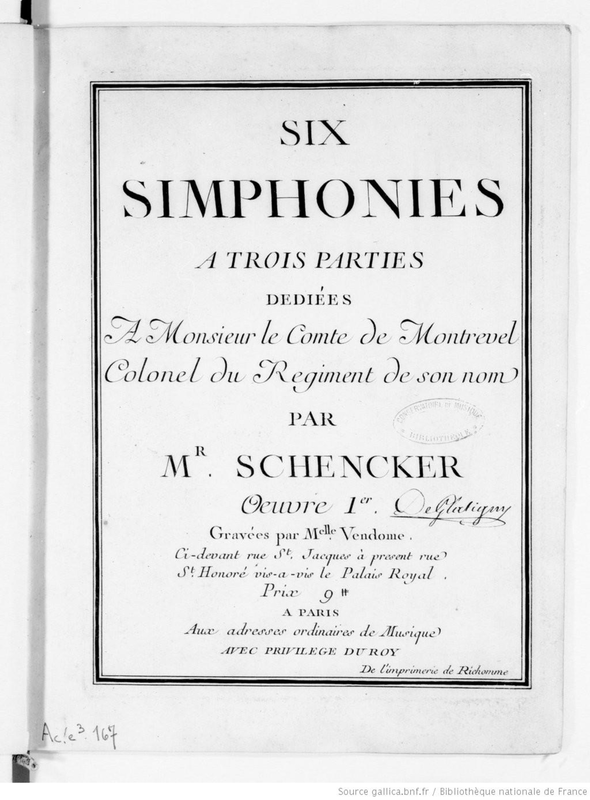 SIX
SIMPHONIES
A TROIS PARTIES
DEDIÉES
A Monsieur le Comte de Montrevel
Colonel du Regiment de son nom
PAR
MR. SCHENCKER
Oeuvre 1er. De Glatigny
Gravées par Melle Vendome.
Ci-devant rue St. Jacques à present rue
St. Honoré vis-a-vis le Palais Royal.
Prix 9 ₶
A PARIS
Aux adresses ordinaires de Musique
AVEC PRIVILEGE DU ROY
De l'imprimerie de Richomme
BIBLIOTHÈQUE
Ac. e3. 167
Source gallica.bnf.fr / Bibliothèque nationale de France